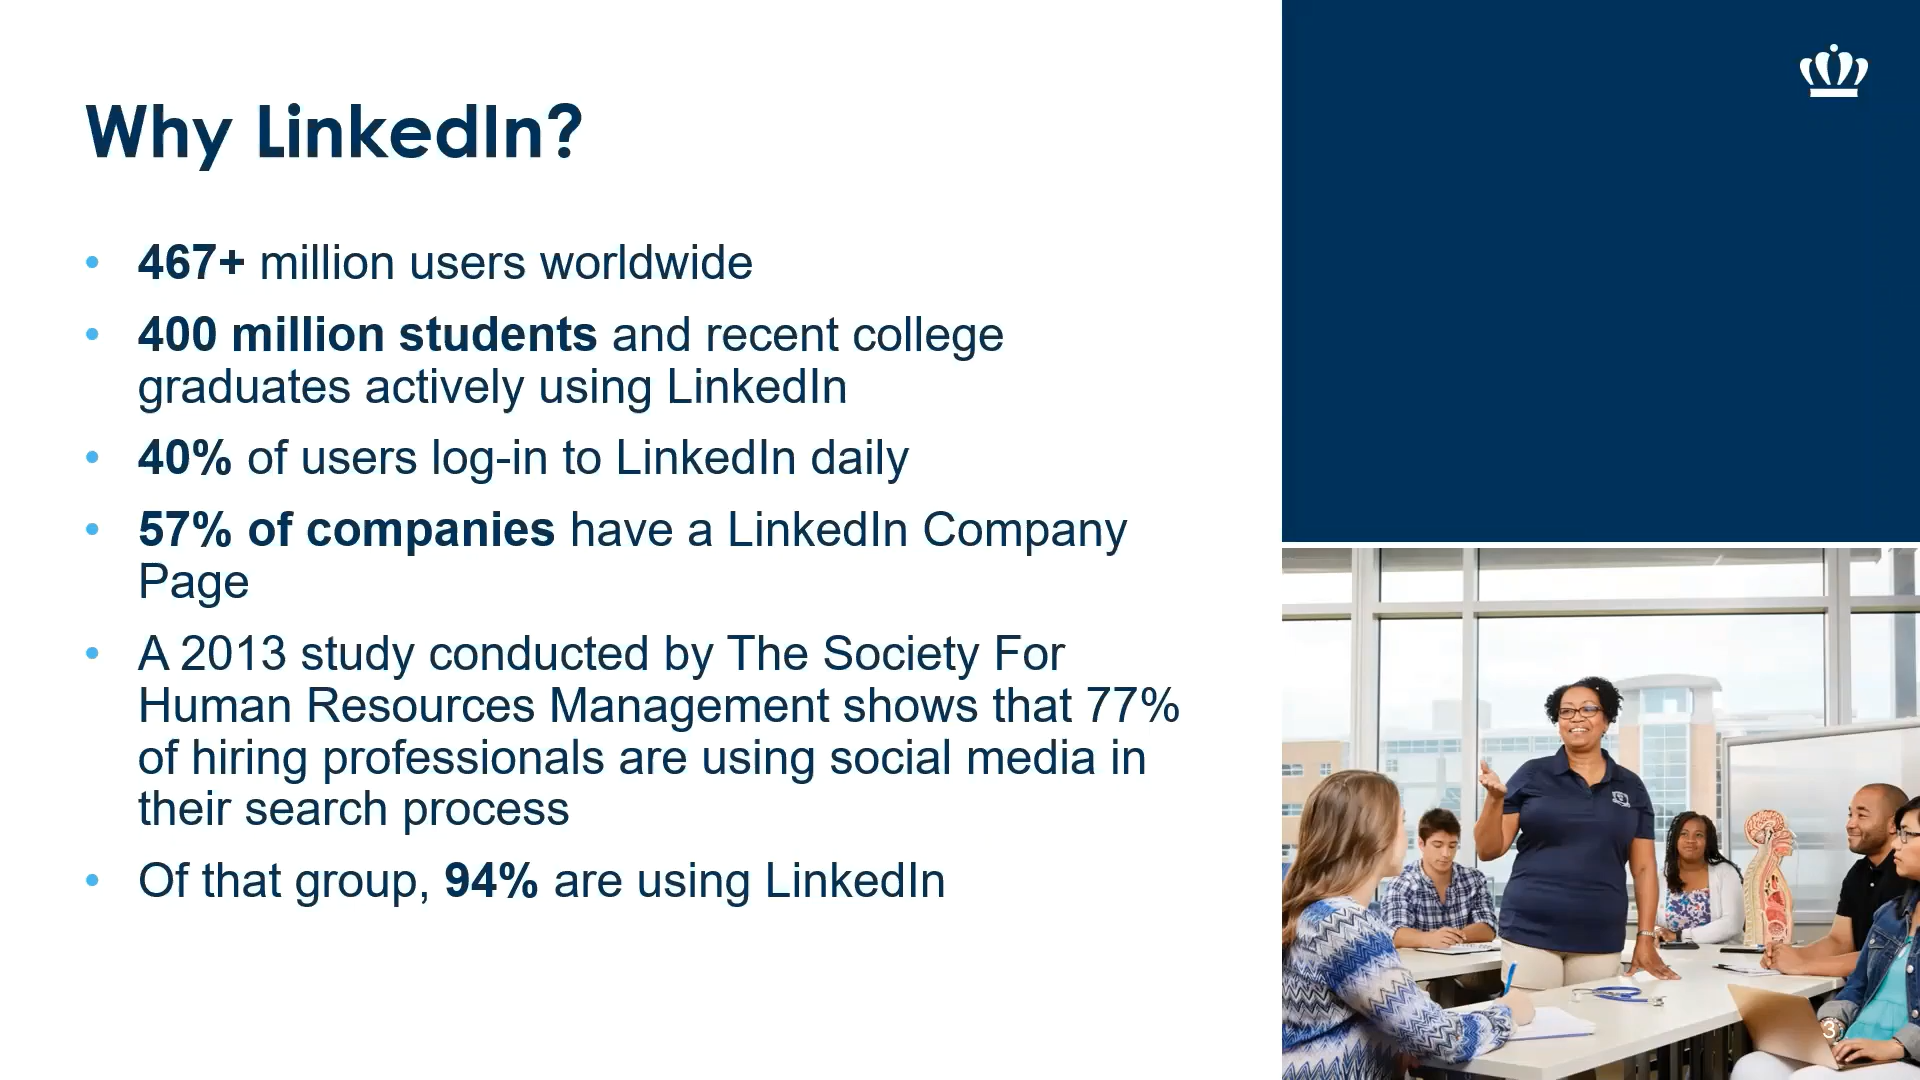 Why LinkedIn?
• 467+ million users worldwide
• 400 million students and recent college
graduates actively using LinkedIn
• 40% of users log-in to LinkedIn daily
• 57% of companies have a LinkedIn Company
Page
• A 2013 study conducted by The Society For
Human Resources Management shows that 77%
of hiring professionals are using social media in
their search process
• Of that group, 94% are using LinkedIn
3